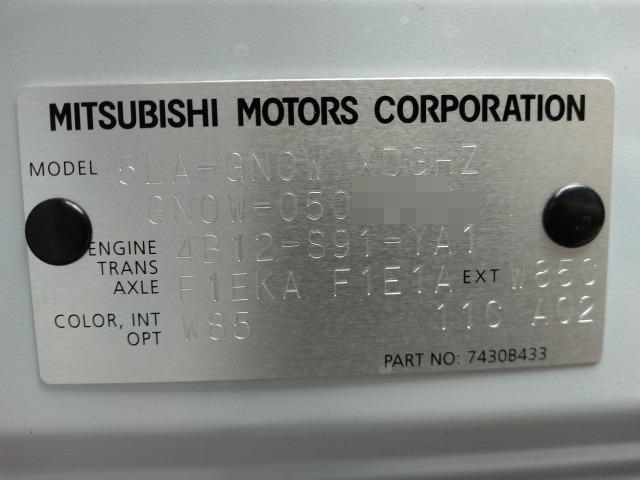 MITSUBISHI MOTORS CORPORATION
MODEL 5LA-GN0W XDGHZ
GN0W-050
ENGINE 4B12-S91-YA1
TRANS
AXLE F1EKA F1E1A EXT W85C
COLOR, INT W85 11C A02
OPT
PART NO: 7430B433